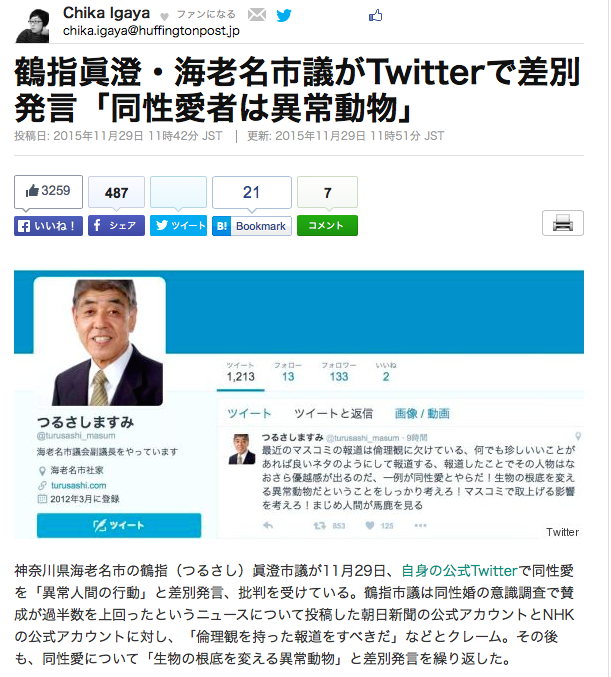 Chika Igaya ファンになる
chika.igaya@huffingtonpost.jp
鶴指眞澄・海老名市議がTwitterで差別
発言「同性愛者は異常動物」
投稿日: 2015年11月29日 11時42分 JST | 更新: 2015年11月29日 11時51分 JST
3259 487 21 7
いいね！ シェア ツイート B! Bookmark コメント
ツイート フォロー フォロワー いいね
1,213 13 133 2
つるさしますみ
@turusashi_masum
海老名市議会副議長をやっています
海老名市社家
turusashi.com
2012年3月に登録
ツイート
ツイート ツイートと返信 画像 / 動画
つるさしますみ @turusashi_masum · 9時間
最近のマスコミの報道は倫理観に欠けている、何でも珍しいいことが
あれば良いネタのようにして報道する、報道したことでその人物はな
おさら優越感が出るのだ、一例が同性愛とやらだ！生物の根底を変え
る異常動物だということをしっかり考えろ！マスコミで取上げる影響
を考えろ！まじめ人間が馬鹿を見る
853 125
Twitter
神奈川県海老名市の鶴指（つるさし）眞澄市議が11月29日、自身の公式Twitterで同性愛
を「異常人間の行動」と差別発言、批判を受けている。鶴指市議は同性婚の意識調査で賛
成が過半数を上回ったというニュースについて投稿した朝日新聞の公式アカウントとNHK
の公式アカウントに対し、「倫理観を持った報道をすべきだ」などとクレーム。その後
も、同性愛について「生物の根底を変える異常動物」と差別発言を繰り返した。